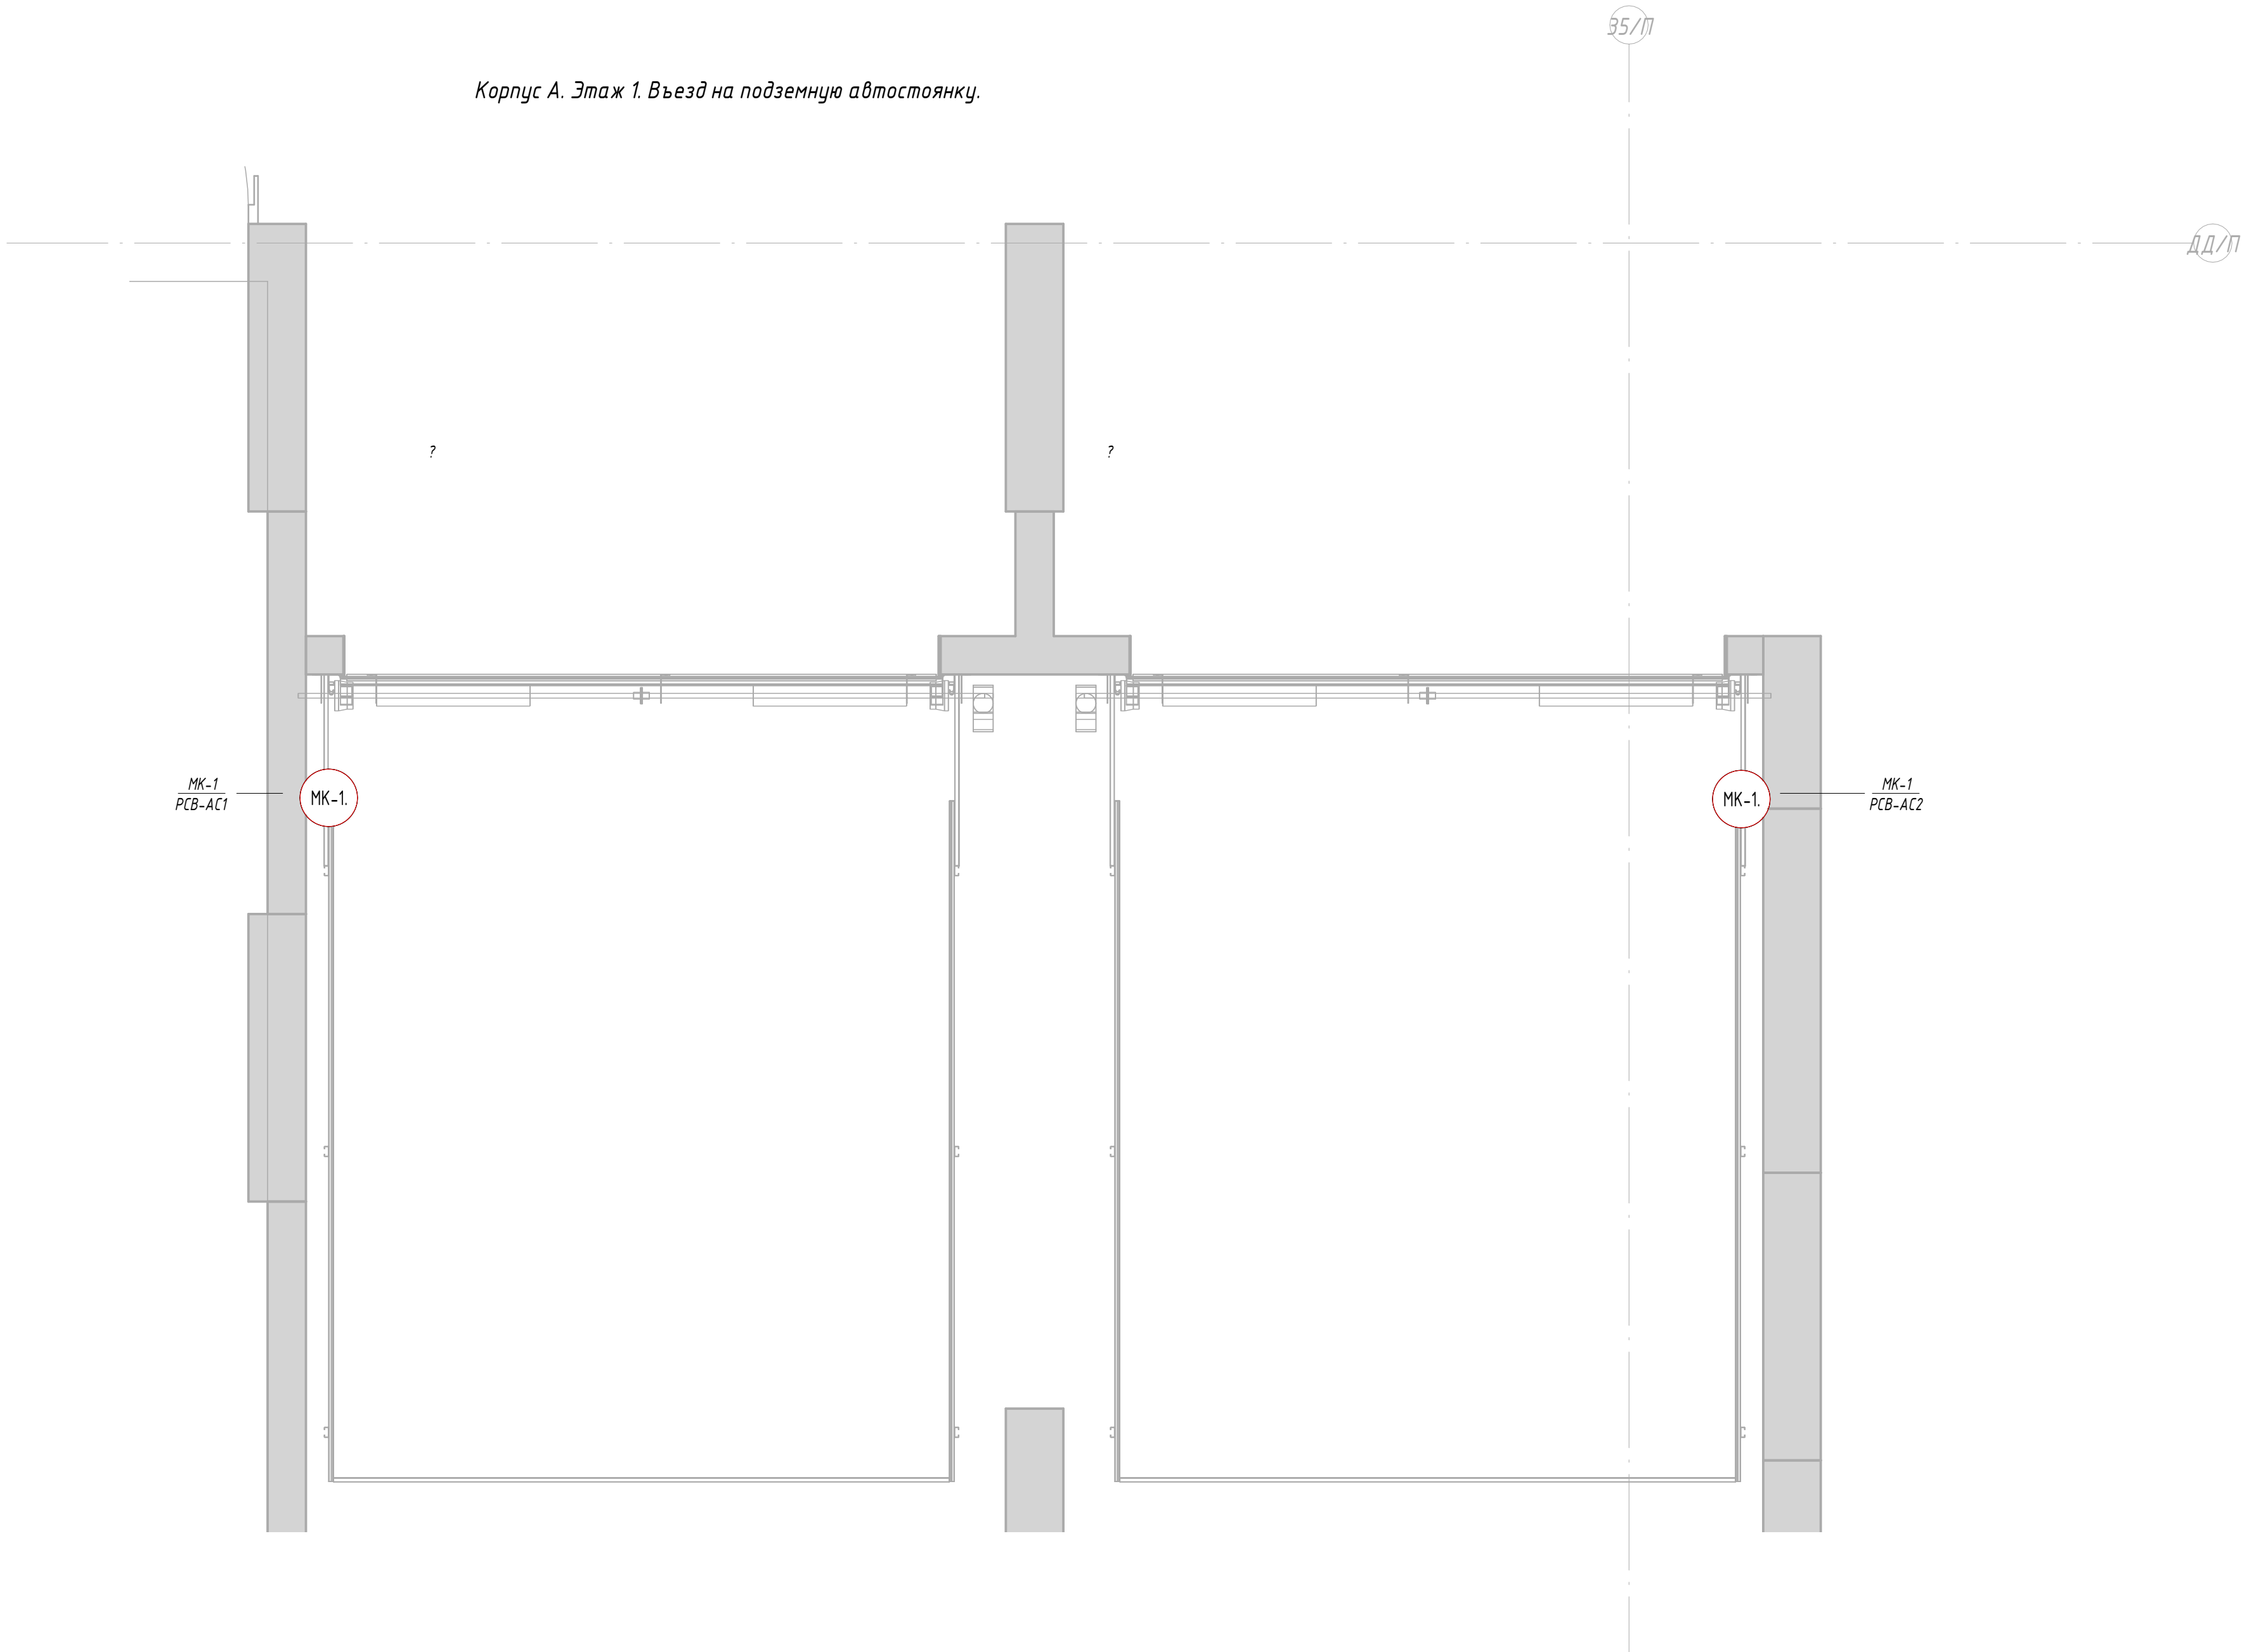 35/П
Корпус А. Этаж 1. Въезд на подземную автостоянку.
ДД/П
?
?
МК-1
РСВ-АС1
МК-1.
МК-1.
МК-1
РСВ-АС2